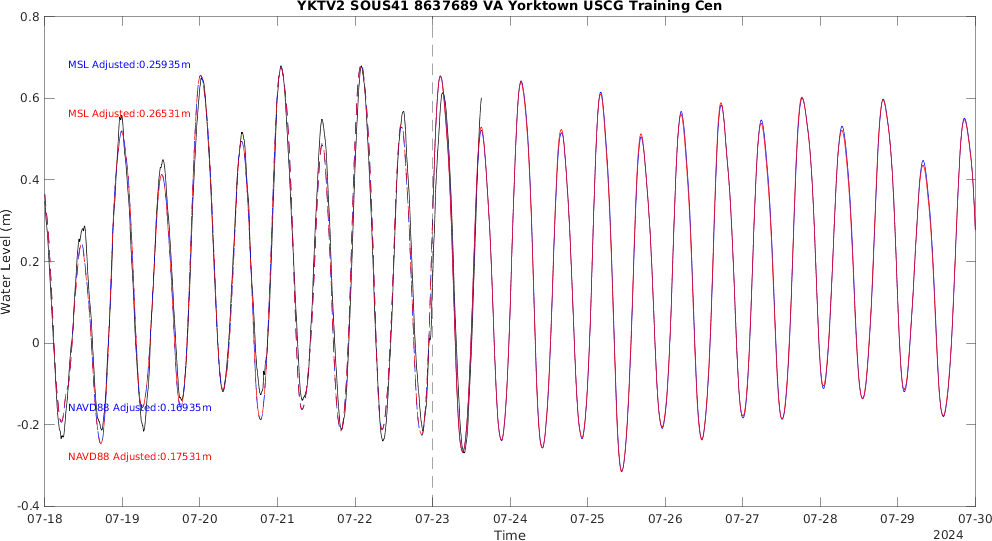 YKTV2 SOUS41 8637689 VA Yorktown USCG Training Cen
0.8
MSL Adjusted:0.25935m
0.6
MSL Adjusted:0.26531m
0.4
Water Level (m)
0.2
0
-0.2
NAVD88 Adjusted:0.16935m
NAVD88 Adjusted:0.17531m
-0.4
07-18 07-19 07-20 07-21 07-22 07-23 07-24 07-25 07-26 07-27 07-28 07-29 07-30
Time
2024